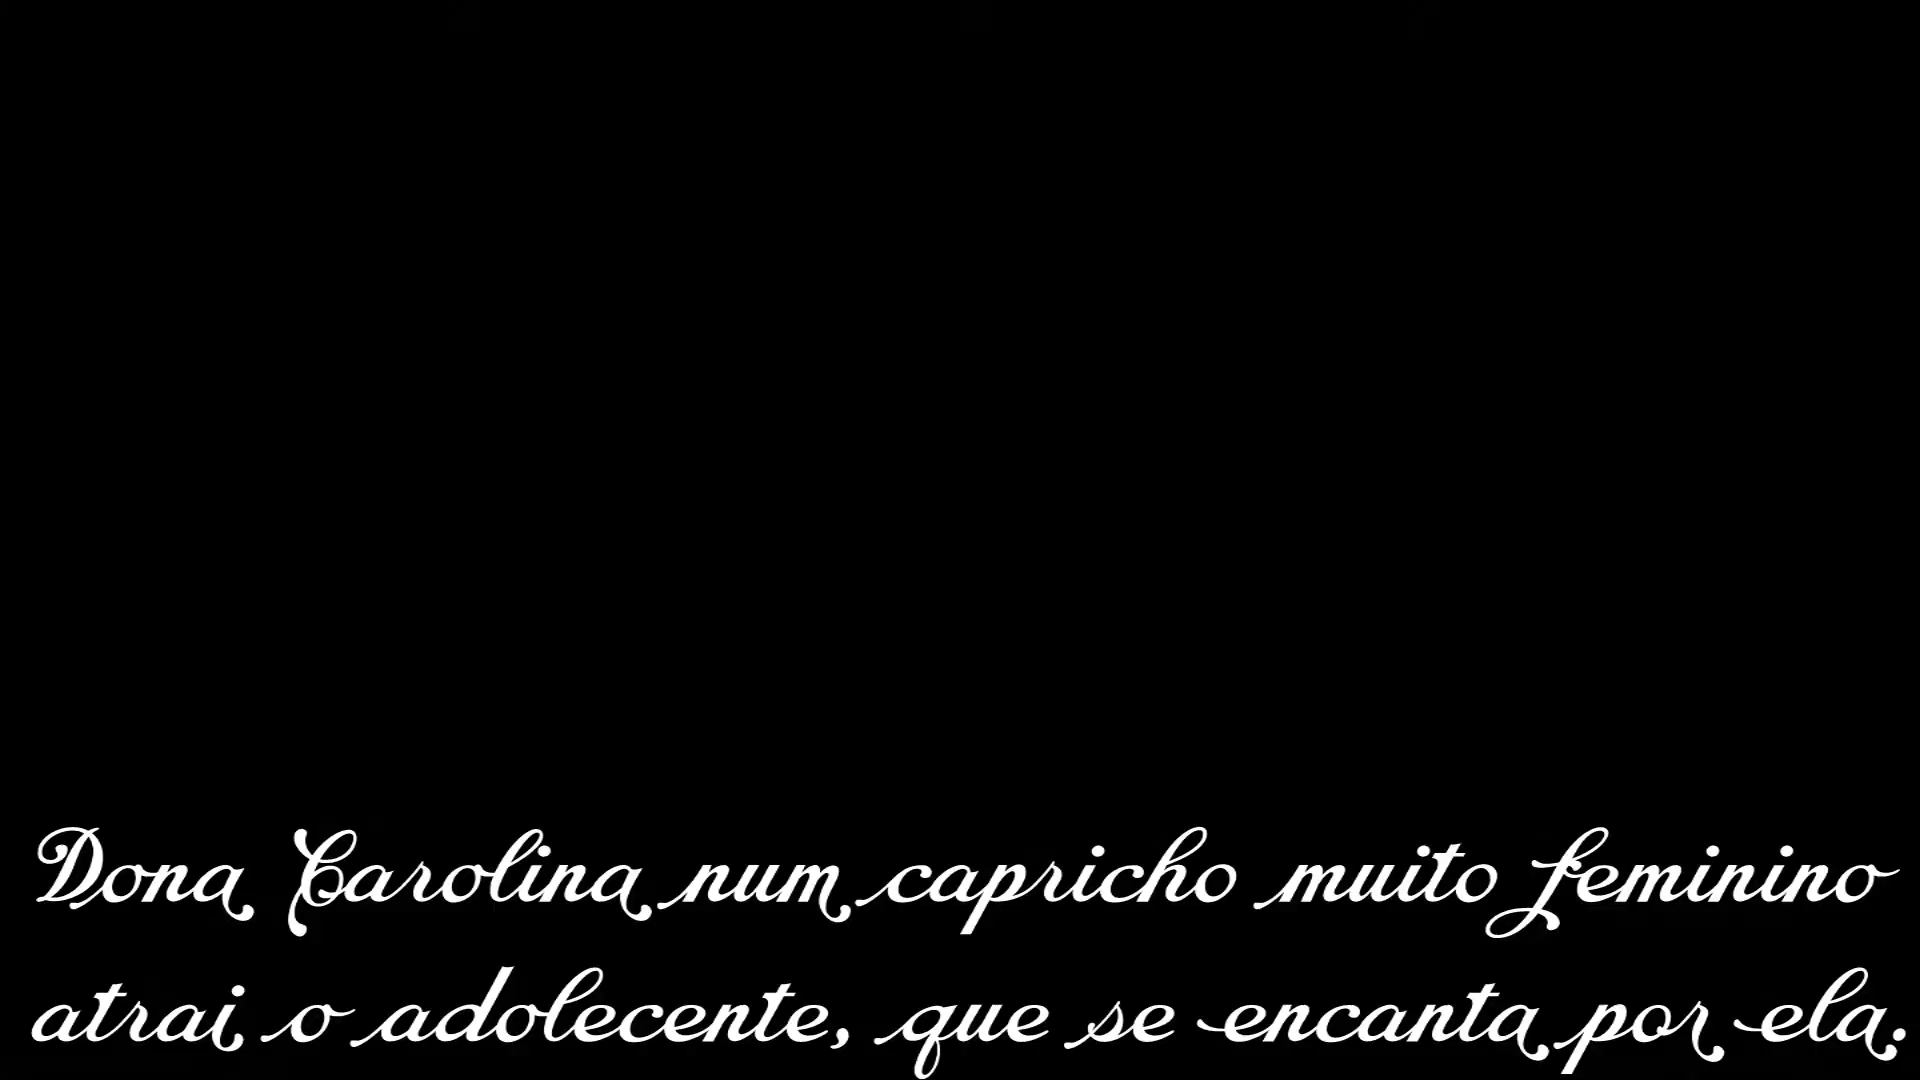 Dona Carolina num capricho muito feminino
atrai o adolecente, que se encanta por ela.